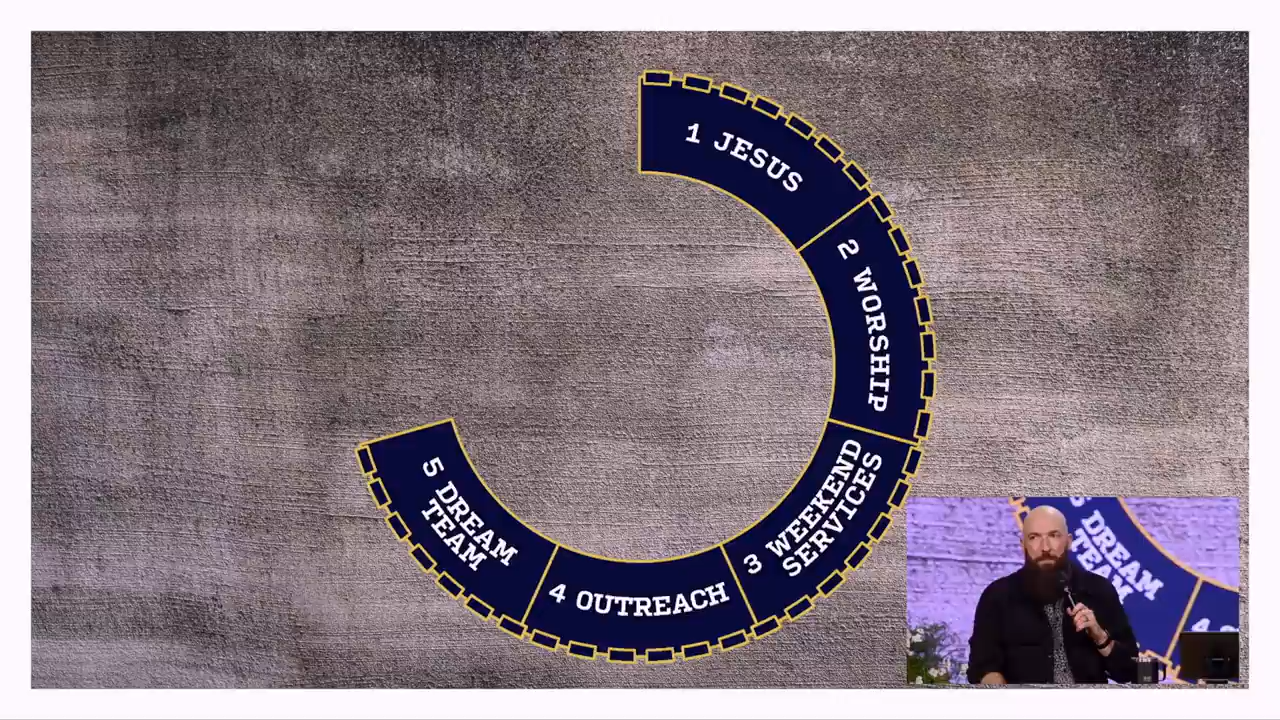 1 JESUS
2 WORSHIP
3 WEEKEND
SERVICES
4 OUTREACH
5 DREAM
TEAM
DREAM
TEAM